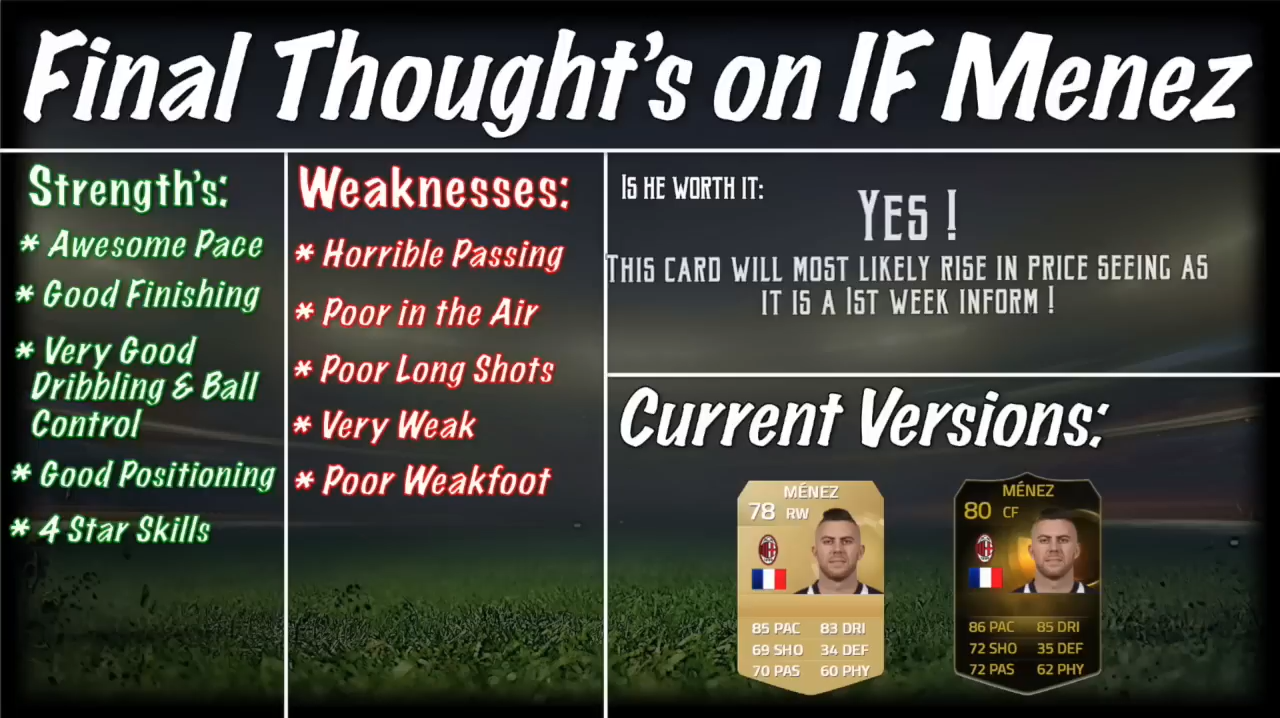 Final Thought's on IF Menez
Strength's:
* Awesome Pace
* Good Finishing
* Very Good
Dribbling & Ball
Control
* Good Positioning
* 4 Star Skills
Weaknesses:
* Horrible Passing
* Poor in the Air
* Poor Long Shots
* Very Weak
* Poor Weakfoot
Is he worth it:
Yes !
This card will most likely rise in price seeing as
it is a 1st week inform !
Current Versions:
MÉNEZ
78 RW
85 PAC 83 DRI
69 SHO 34 DEF
70 PAS 60 PHY
MÉNEZ
80 CF
86 PAC 85 DRI
72 SHO 35 DEF
72 PAS 62 PHY